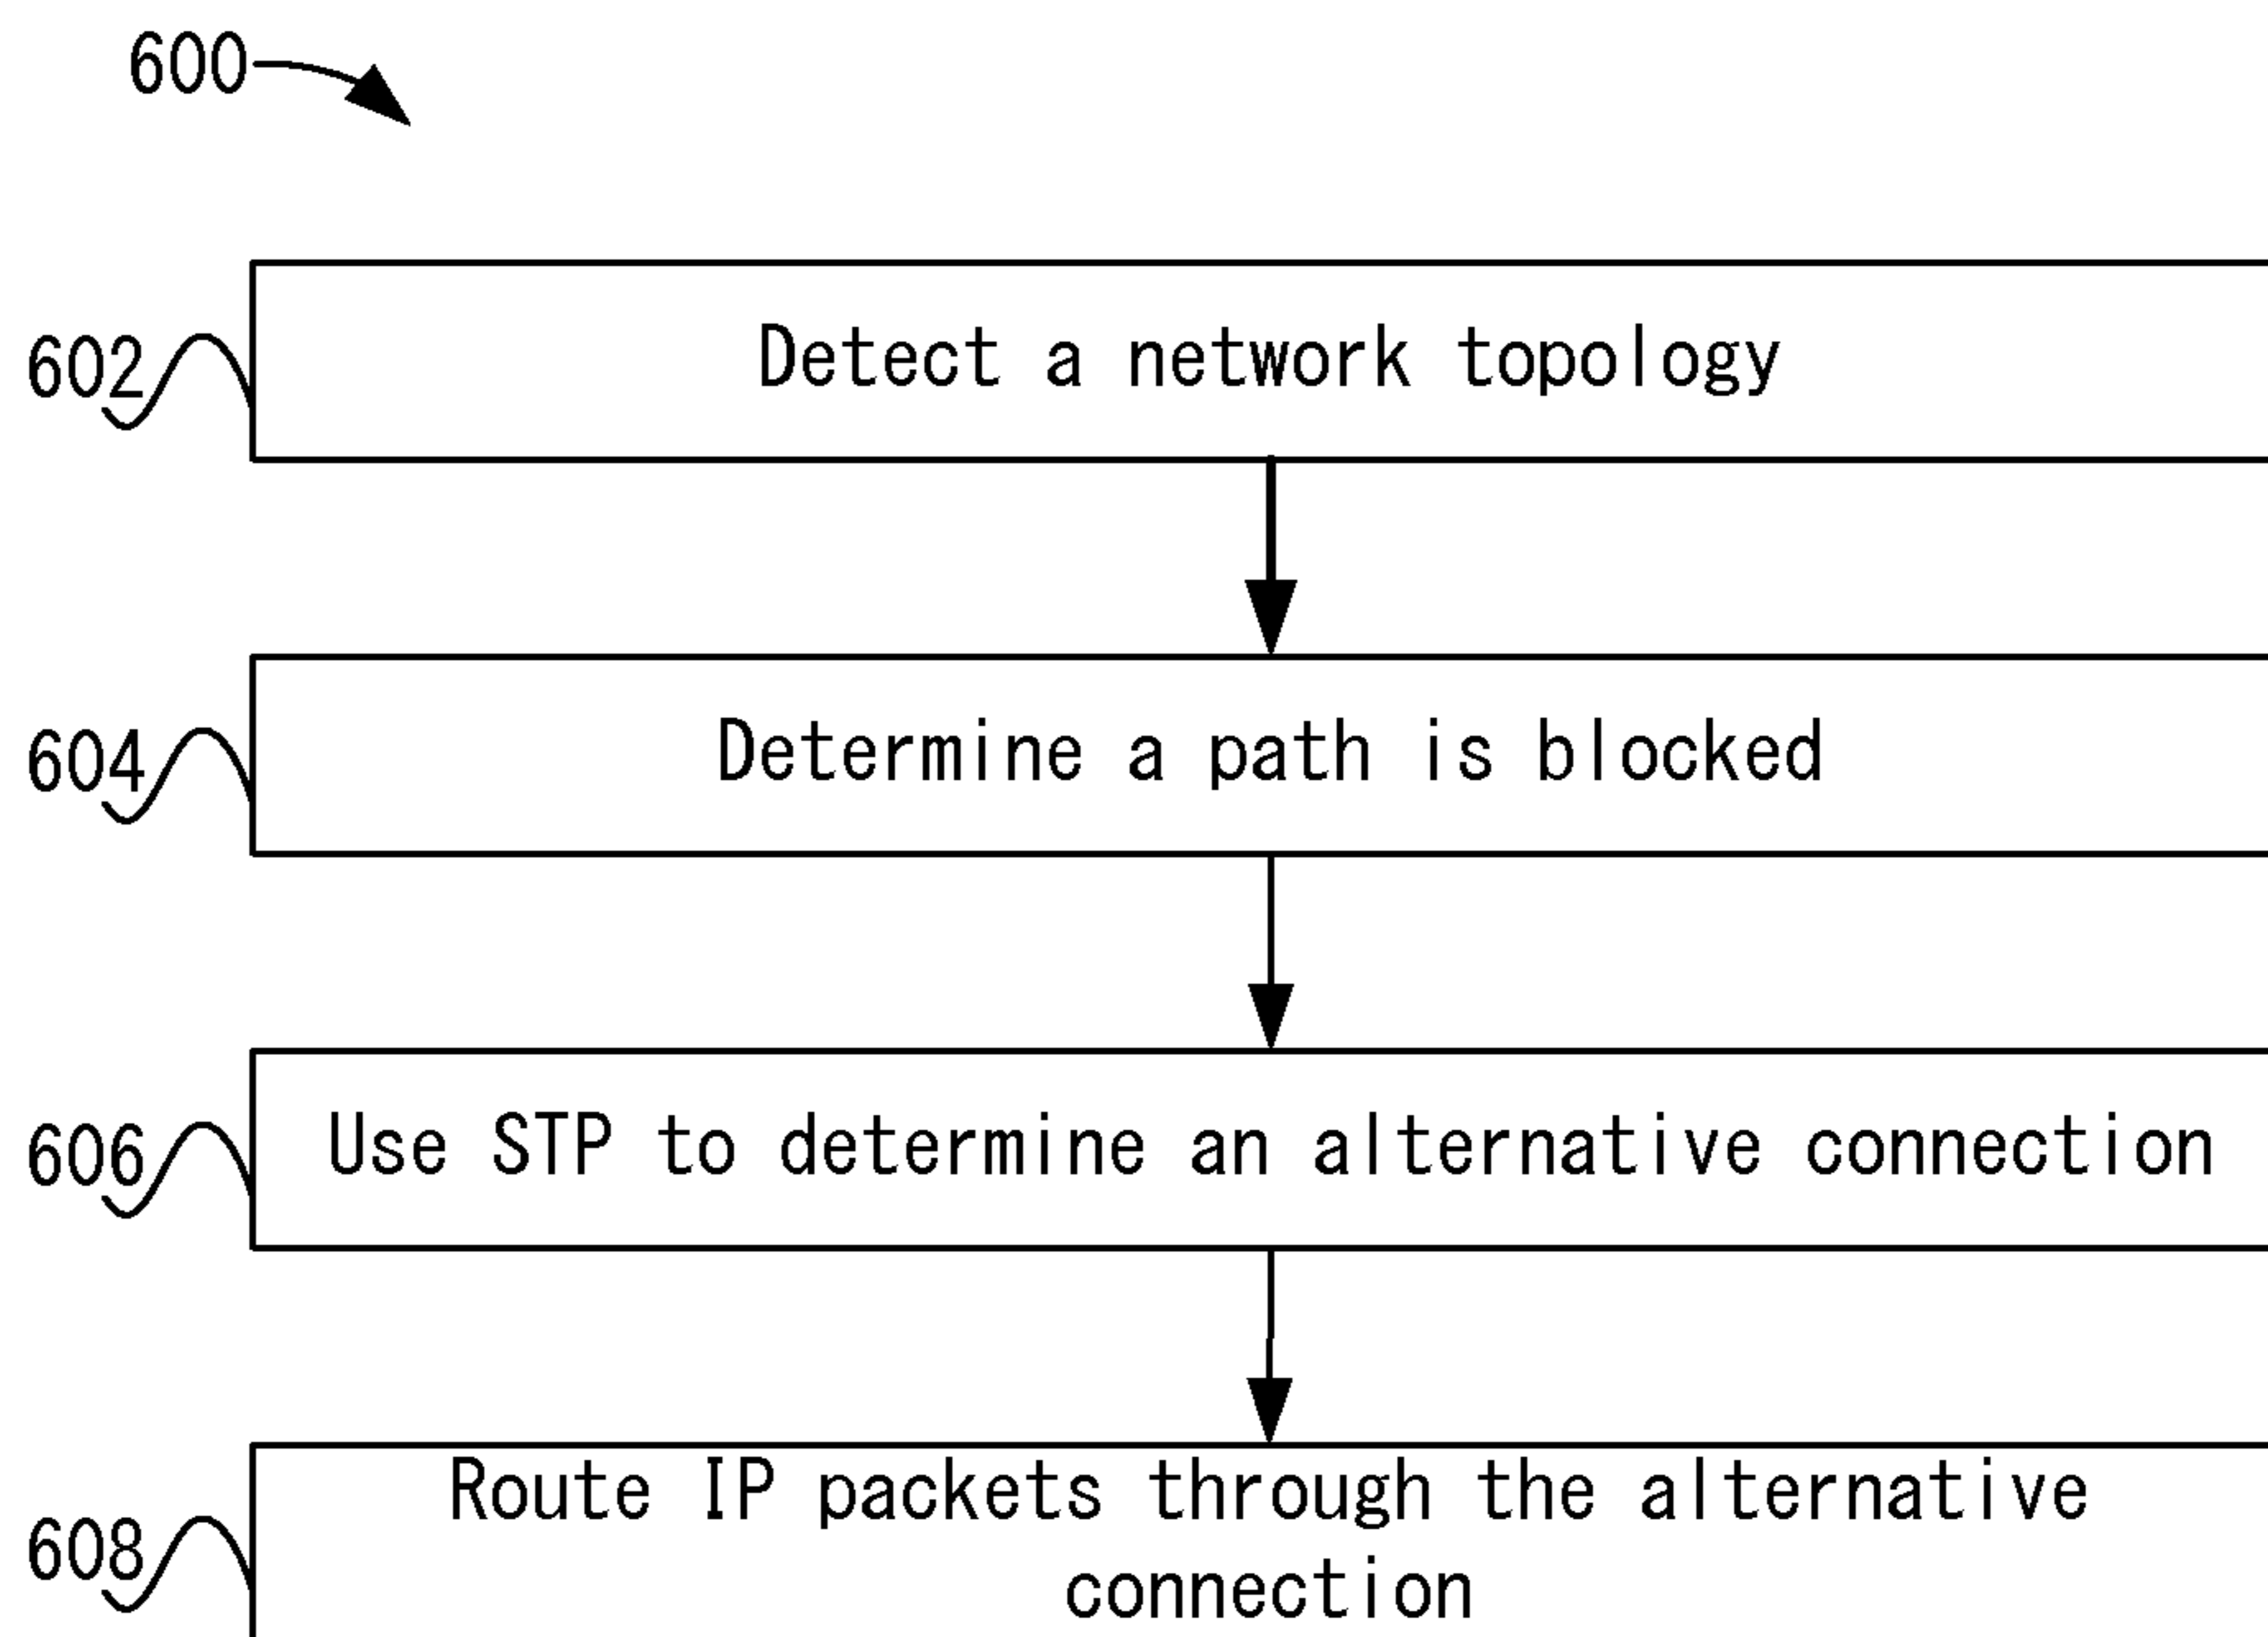 600
602
Detect a network topology
604
Determine a path is blocked
606
Use STP to determine an alternative connection
608
Route IP packets through the alternative
connection